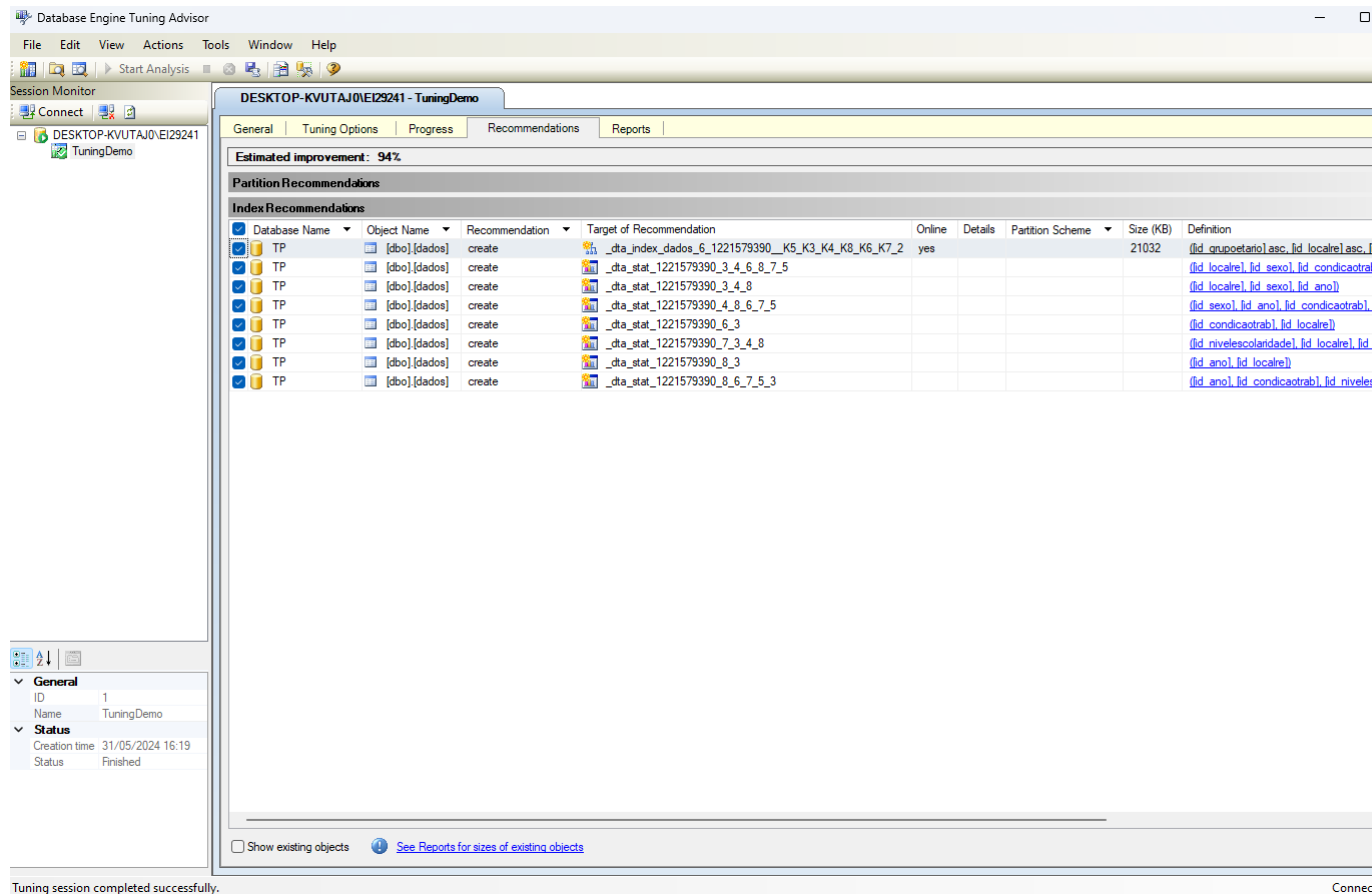 Database Engine Tuning Advisor
File Edit View Actions Tools Window Help
Start Analysis
Session Monitor
Connect
DESKTOP-KVUTAJ0\EI29241
TuningDemo
DESKTOP-KVUTAJ0\EI29241 - TuningDemo
General Tuning Options Progress Recommendations Reports
Estimated improvement: 94%
Partition Recommendations
Index Recommendations
Database Name Object Name Recommendation Target of Recommendation Online Details Partition Scheme Size (KB) Definition
TP [dbo].[dados] create _dta_index_dados_6_1221579390__K5_K3_K4_K8_K6_K7_2 yes 21032 ([id_grupoetario] asc, [id_localre] asc, [
TP [dbo].[dados] create _dta_stat_1221579390_3_4_6_8_7_5 ([id_localre], [id_sexo], [id_condicaotrab
TP [dbo].[dados] create _dta_stat_1221579390_3_4_8 ([id_localre], [id_sexo], [id_ano])
TP [dbo].[dados] create _dta_stat_1221579390_4_8_6_7_5 ([id_sexo], [id_ano], [id_condicaotrab],
TP [dbo].[dados] create _dta_stat_1221579390_6_3 ([id_condicaotrab], [id_localre])
TP [dbo].[dados] create _dta_stat_1221579390_7_3_4_8 ([id_nivelescolaridade], [id_localre], [id
TP [dbo].[dados] create _dta_stat_1221579390_8_3 ([id_ano], [id_localre])
TP [dbo].[dados] create _dta_stat_1221579390_8_6_7_5_3 ([id_ano], [id_condicaotrab], [id_niveles
General
ID 1
Name TuningDemo
Status
Creation time 31/05/2024 16:19
Status Finished
Show existing objects See Reports for sizes of existing objects
Tuning session completed successfully. Connec